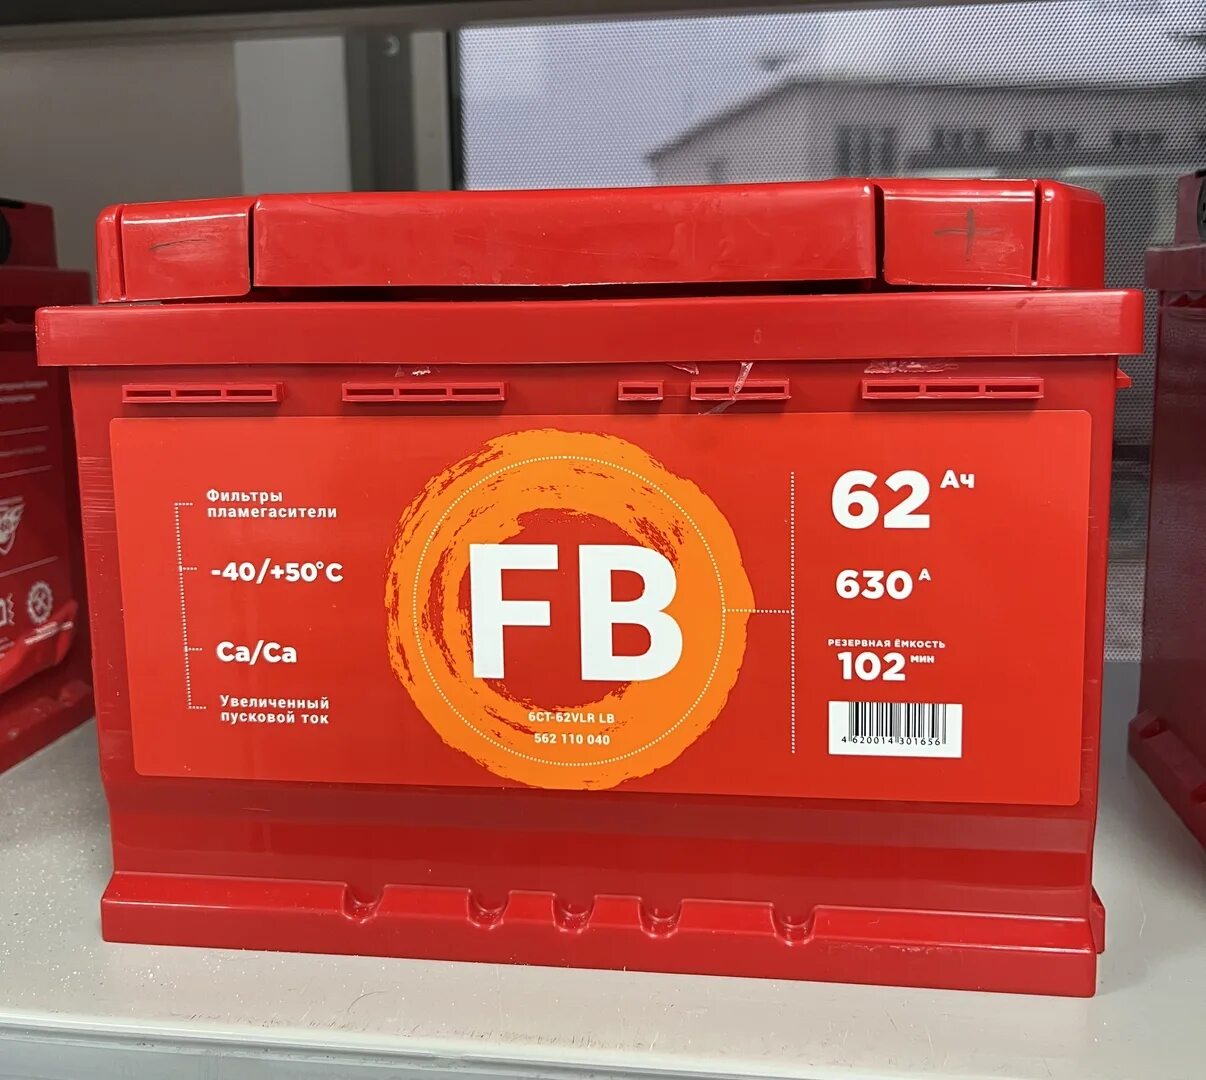 Фильтры
пламегасители
-40/+50°C
Ca/Ca
Увеличенный
пусковой ток
FB
6СТ-62VLR LB
562 110 040
62 Ач
630 А
РЕЗЕРВНАЯ ЁМКОСТЬ
102 мин
4 620014 301656
- +